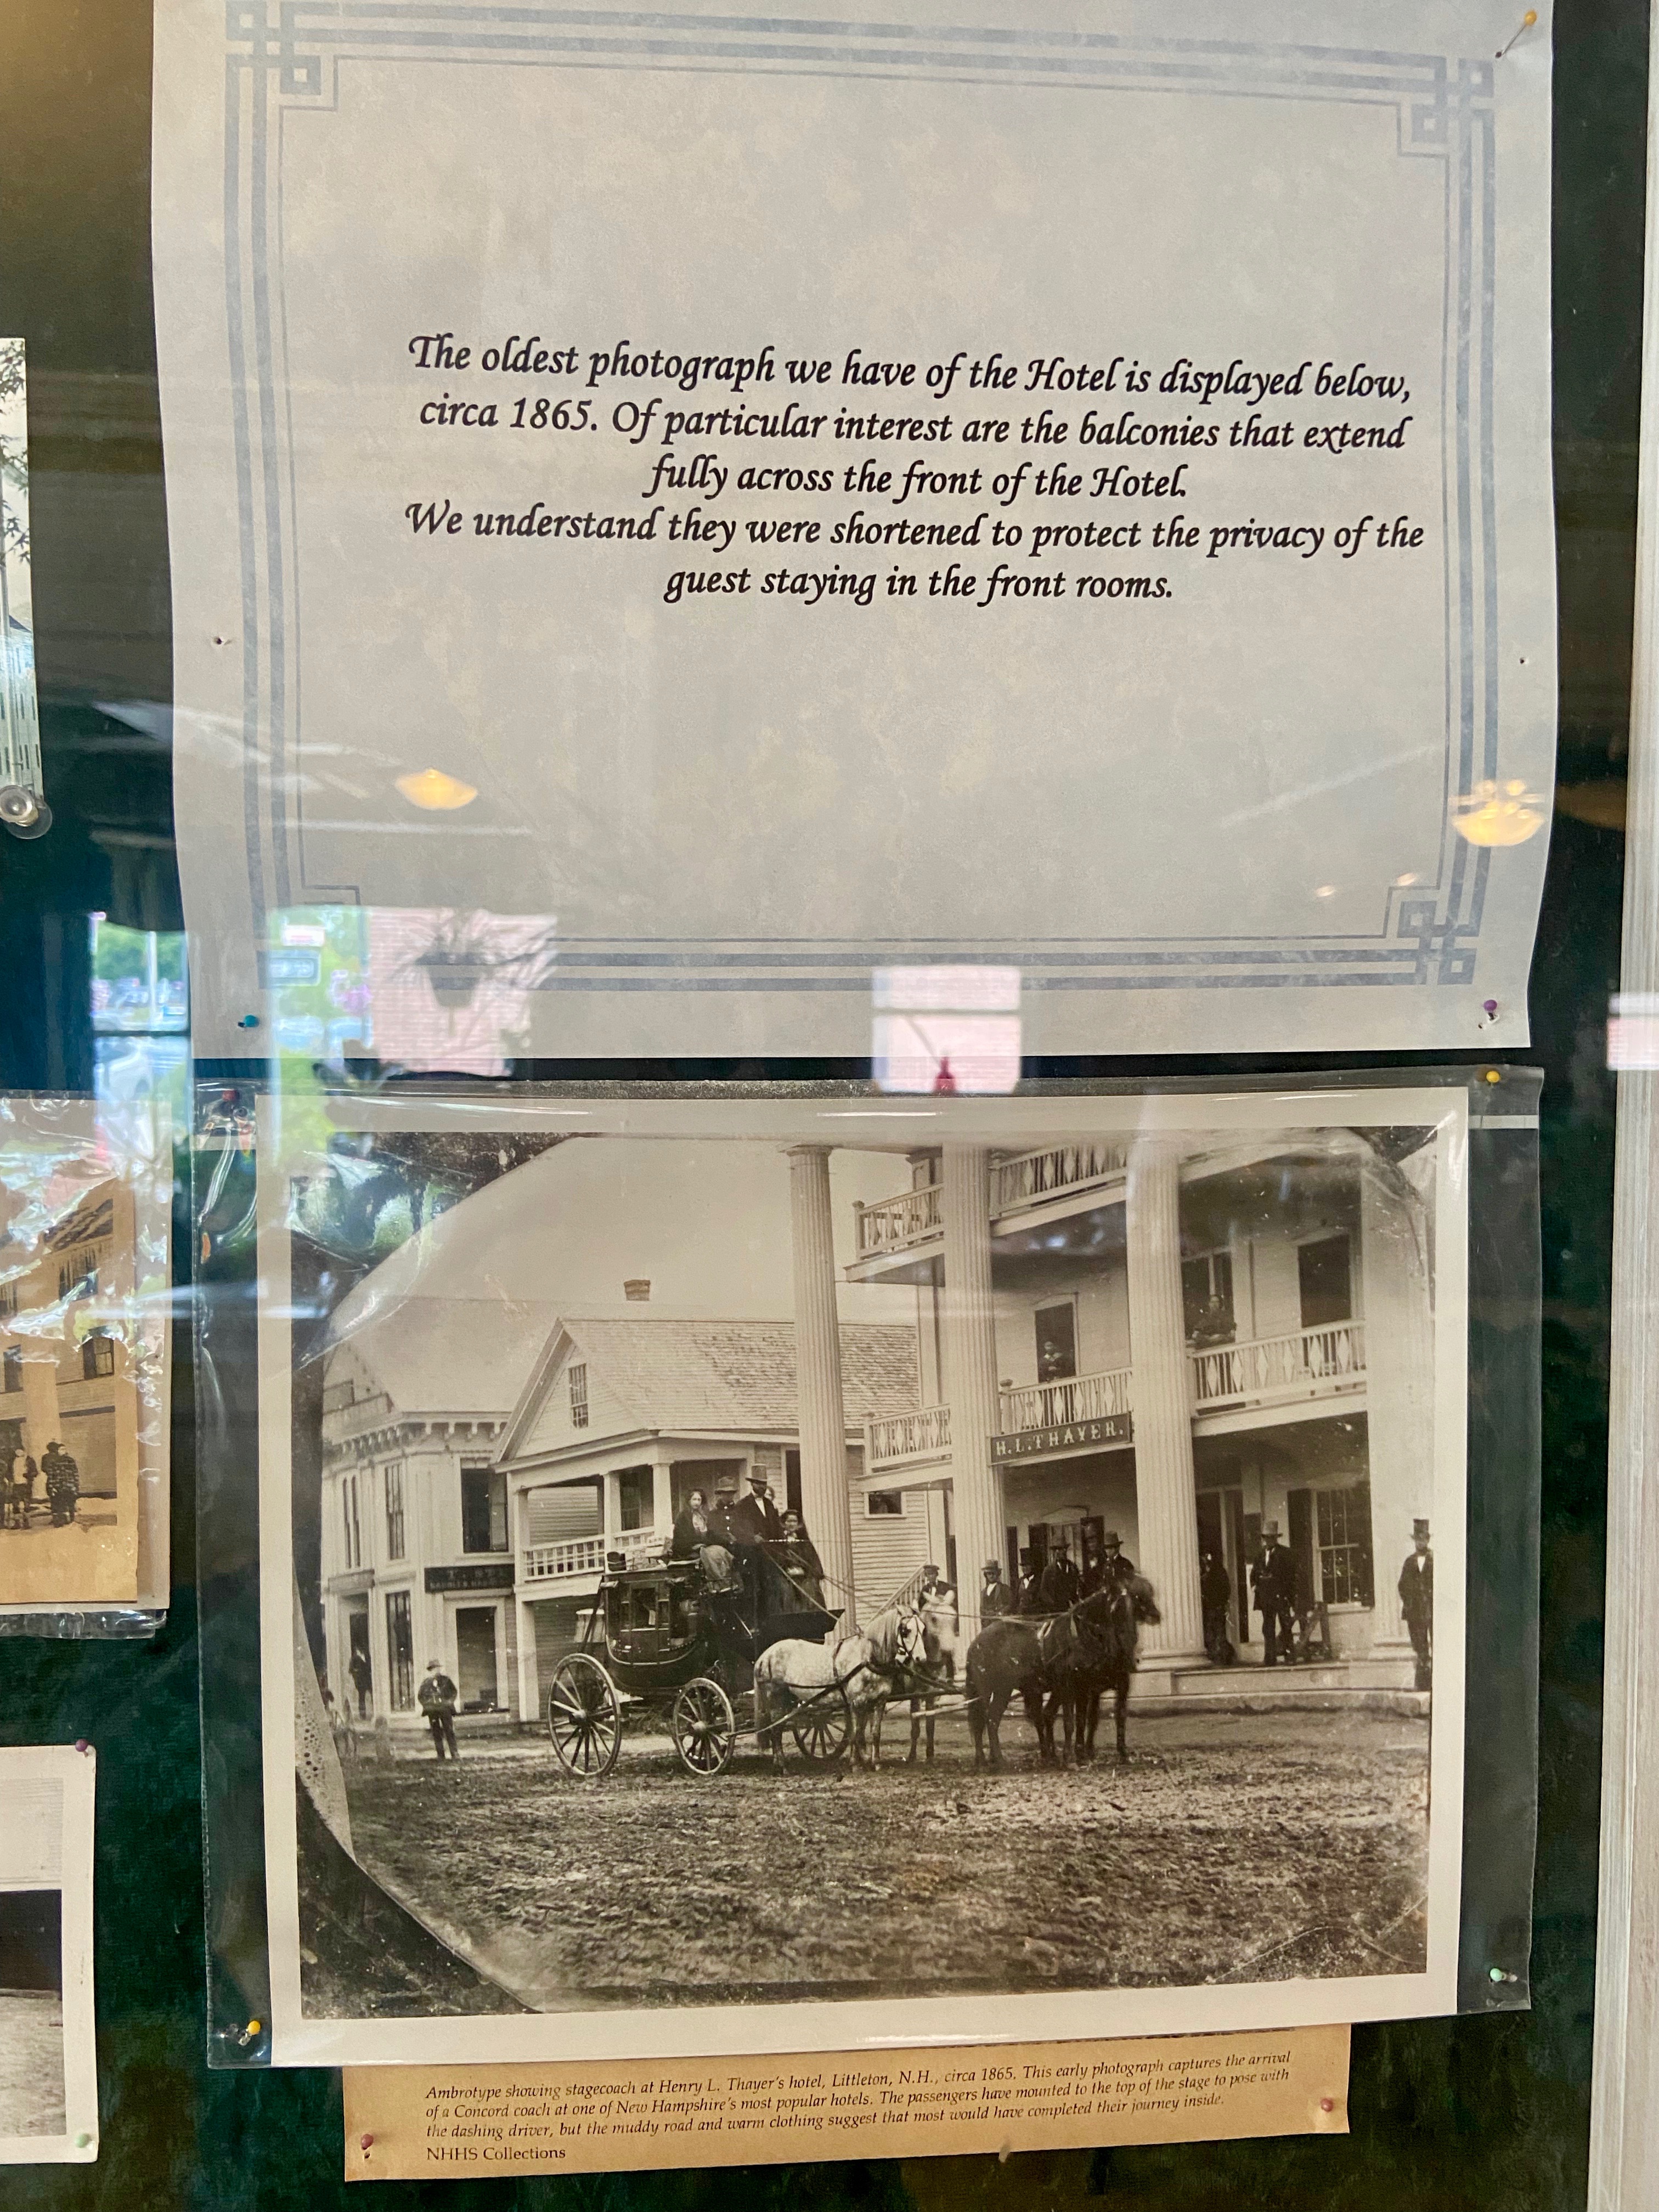 The oldest photograph we have of the Hotel is displayed below,
circa 1865. Of particular interest are the balconies that extend
fully across the front of the Hotel.
We understand they were shortened to protect the privacy of the
guest staying in the front rooms.
H.L.THAYER.
Ambrotype showing stagecoach at Henry L. Thayer's hotel, Littleton, N.H., circa 1865. This early photograph captures the arrival
of a Concord coach at one of New Hampshire's most popular hotels. The passengers have mounted to the top of the stage to pose with
the dashing driver, but the muddy road and warm clothing suggest that most would have completed their journey inside.
NHHS Collections